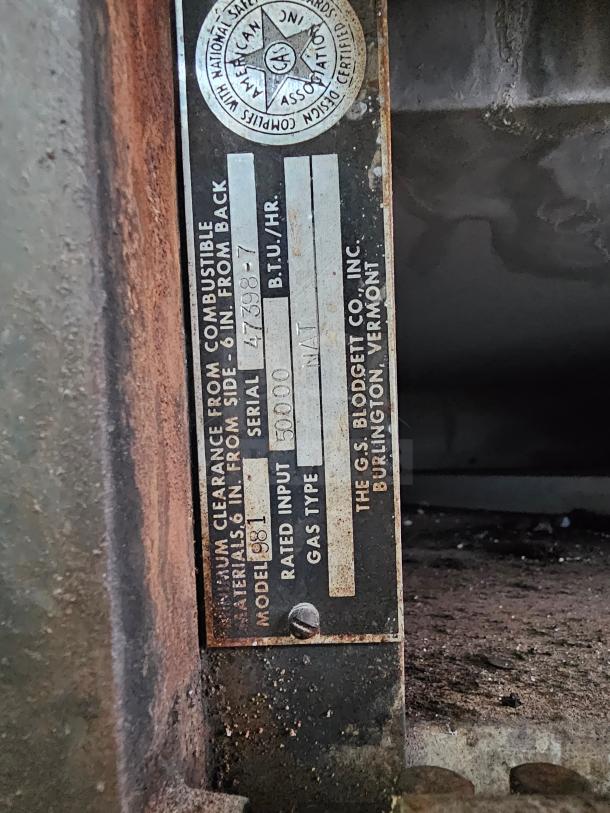 DESIGN COMPLIES WITH NATIONAL SAFE ARDS · CERTIFIED ·
AMERICAN
GAS
ASSOCIATION
INC
MINIMUM CLEARANCE FROM COMBUSTIBLE
MATERIALS, 6 IN. FROM SIDE - 6 IN. FROM BACK
MODEL 981 SERIAL 47398-7
RATED INPUT 50000 B.T.U./HR.
GAS TYPE NAT
THE G.S. BLODGETT CO., INC.
BURLINGTON, VERMONT